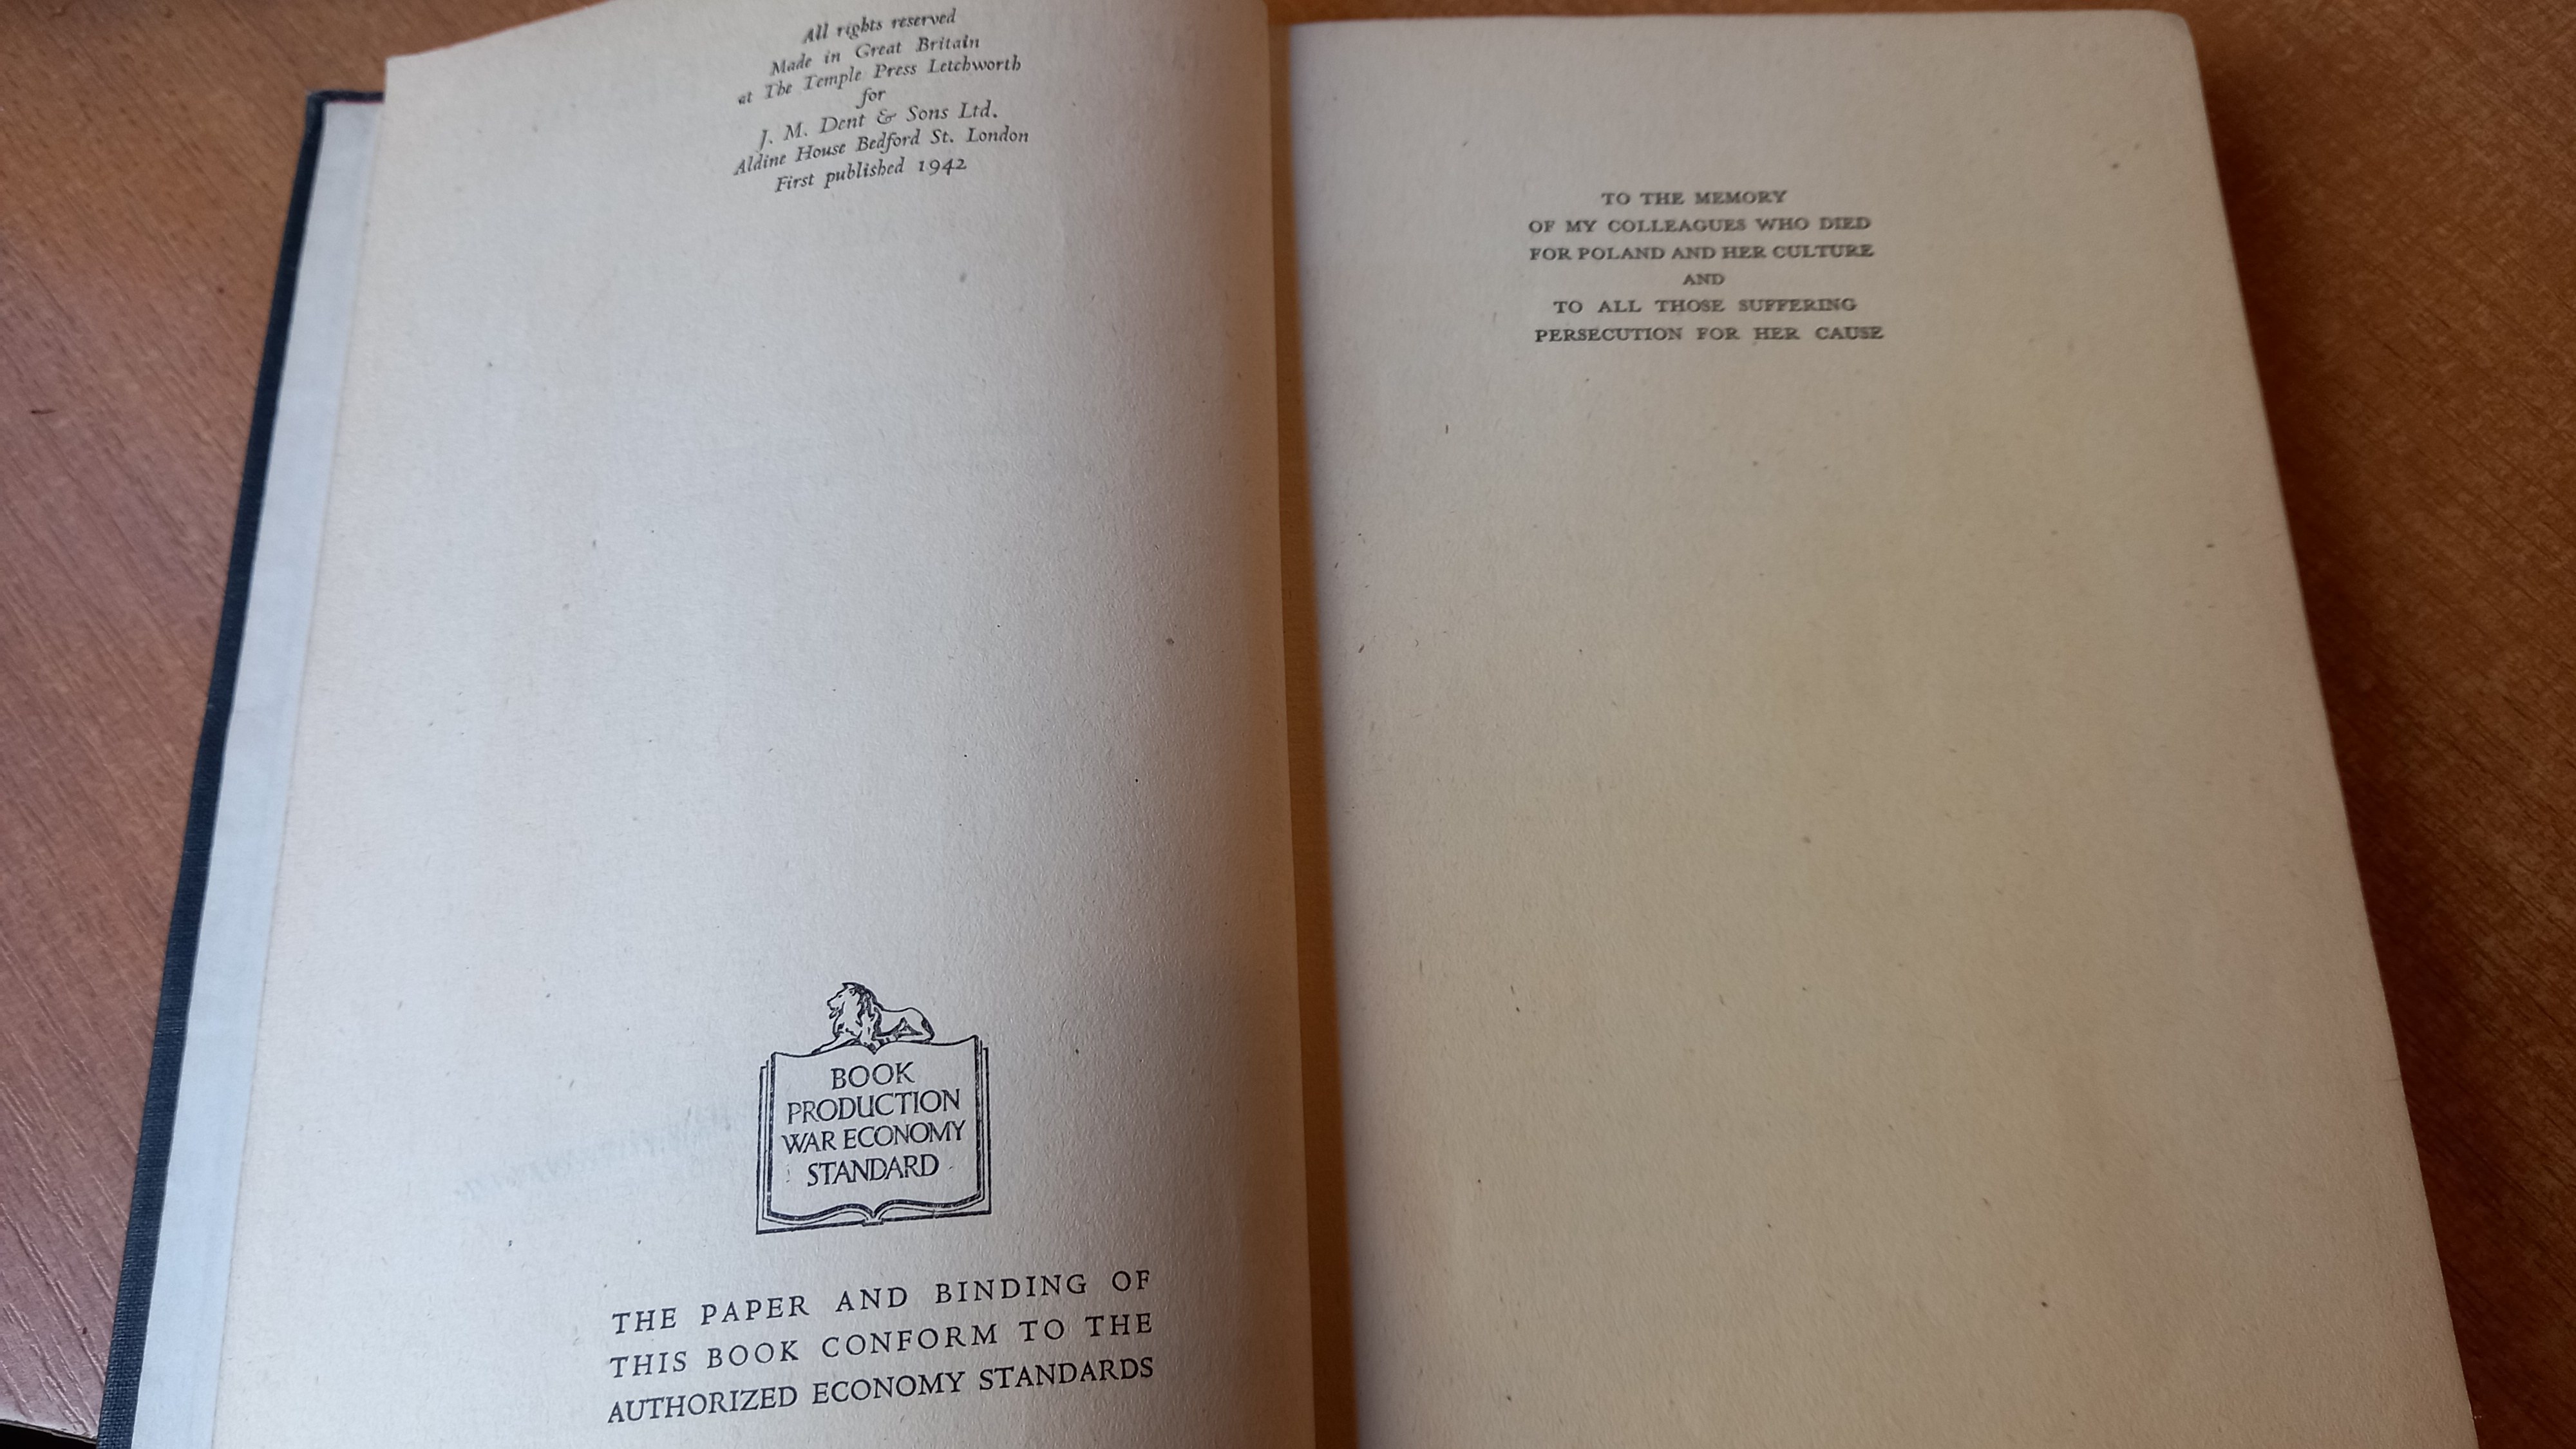 All rights reserved
Made in Great Britain
at The Temple Press Letchworth
for
J. M. Dent & Sons Ltd.
Aldine House Bedford St. London
First published 1942
BOOK
PRODUCTION
WAR ECONOMY
STANDARD
THE PAPER AND BINDING OF
THIS BOOK CONFORM TO THE
AUTHORIZED ECONOMY STANDARDS
TO THE MEMORY
OF MY COLLEAGUES WHO DIED
FOR POLAND AND HER CULTURE
AND
TO ALL THOSE SUFFERING
PERSECUTION FOR HER CAUSE